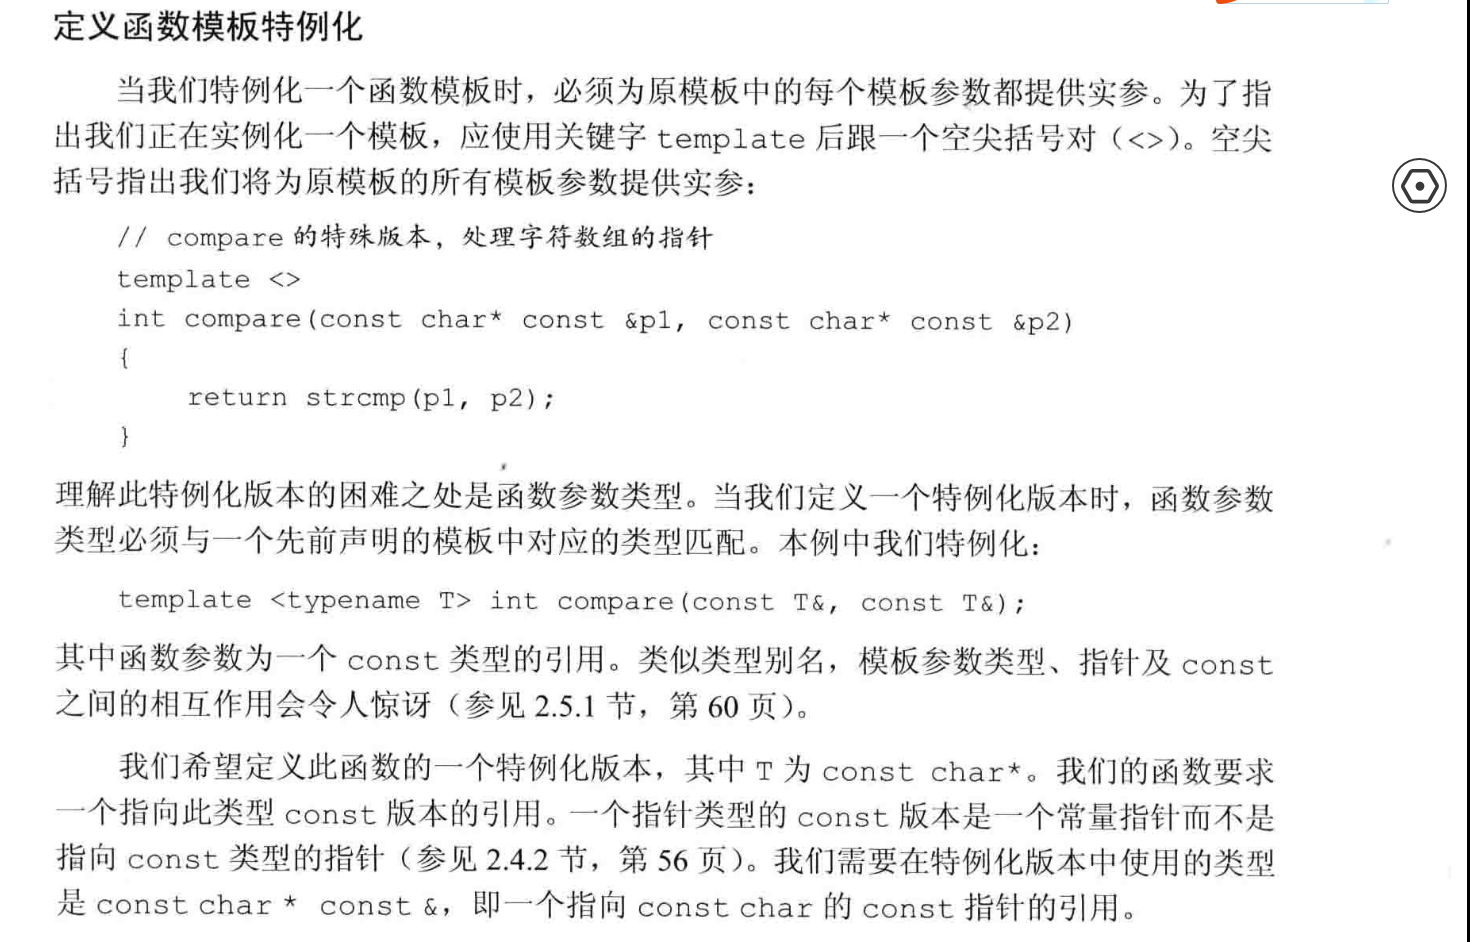 定义函数模板特例化
当我们特例化一个函数模板时，必须为原模板中的每个模板参数都提供实参。为了指
出我们正在实例化一个模板，应使用关键字 template 后跟一个空尖括号对（<>）。空尖
括号指出我们将为原模板的所有模板参数提供实参：
// compare 的特殊版本，处理字符数组的指针
template <>
int compare(const char* const &p1, const char* const &p2)
{
return strcmp(p1, p2);
}
理解此特例化版本的困难之处是函数参数类型。当我们定义一个特例化版本时，函数参数
类型必须与一个先前声明的模板中对应的类型匹配。本例中我们特例化：
template <typename T> int compare(const T&, const T&);
其中函数参数为一个 const 类型的引用。类似类型别名，模板参数类型、指针及 const
之间的相互作用会令人惊讶（参见 2.5.1 节，第 60 页）。
我们希望定义此函数的一个特例化版本，其中 T 为 const char*。我们的函数要求
一个指向此类型 const 版本的引用。一个指针类型的 const 版本是一个常量指针而不是
指向 const 类型的指针（参见 2.4.2 节，第 56 页）。我们需要在特例化版本中使用的类型
是 const char * const &，即一个指向 const char 的 const 指针的引用。